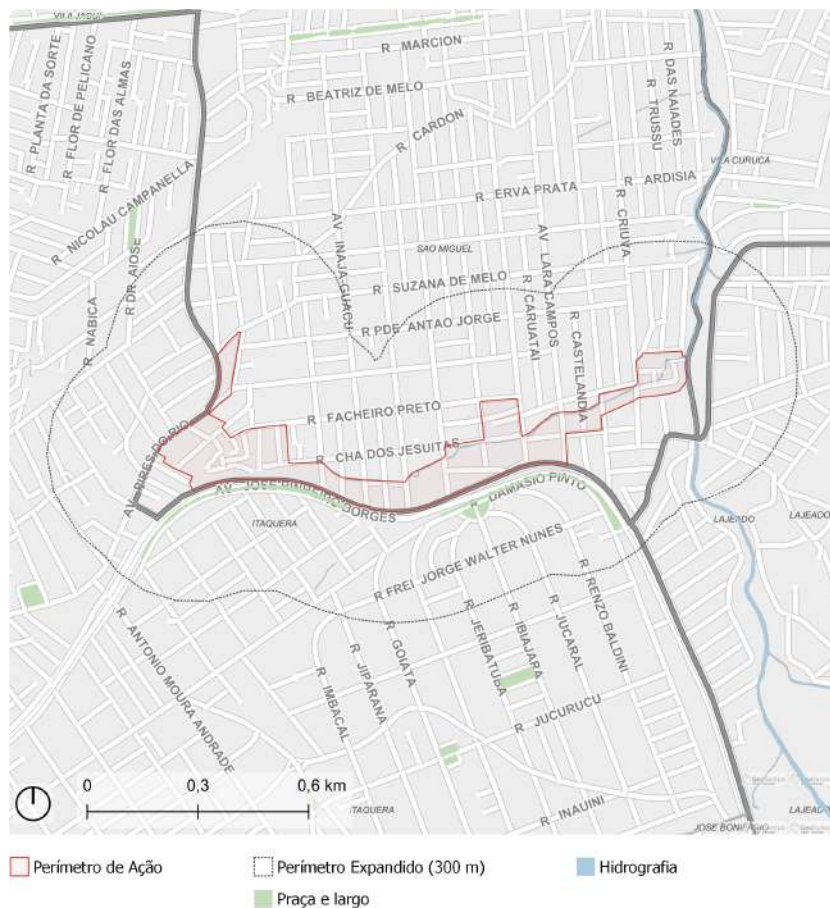 VILA JACUI
R MARCION
R PLANTA DA SORTE
R FLOR DE PELICANO
R FLOR DAS ALMAS
R BEATRIZ DE MELO
R DAS NAIADES
R TRUSSU
R CARDON
VILA CURUCA
R ARDISIA
R NICOLAU CAMPANELLA
R ERVA PRATA
R CRIUVA
R DR. AIOSE
AV INAJA-GUACU
SAO MIGUEL
AV LARA CAMPOS
R NABICA
R SUZANA DE MELO
R CARUATAI
R PDE ANTAO JORGE
R CASTELANDIA
R FACHEIRO PRETO
AV PIRES DO RIO
R CHA DOS JESUITAS
AV JOSE PINHEIRO BORGES
R DAMASIO PINTO
ITAQUERA
LAJEADO
LAJEADO
R FREI JORGE WALTER NUNES
R RENZO BALDINI
R ANTONIO MOURA ANDRADE
R GOIATA
R JERIBATUBA
R IBIAJARA
R JUCARAL
R JIPARANA
R IMBACAL
R JUCURUCU
0 0,3 0,6 km
ITAQUERA
R INAUINI
LAJEADO
JOSE BONIFACIO
Perímetro de Ação
Perímetro Expandido (300 m)
Hidrografia
Praça e largo